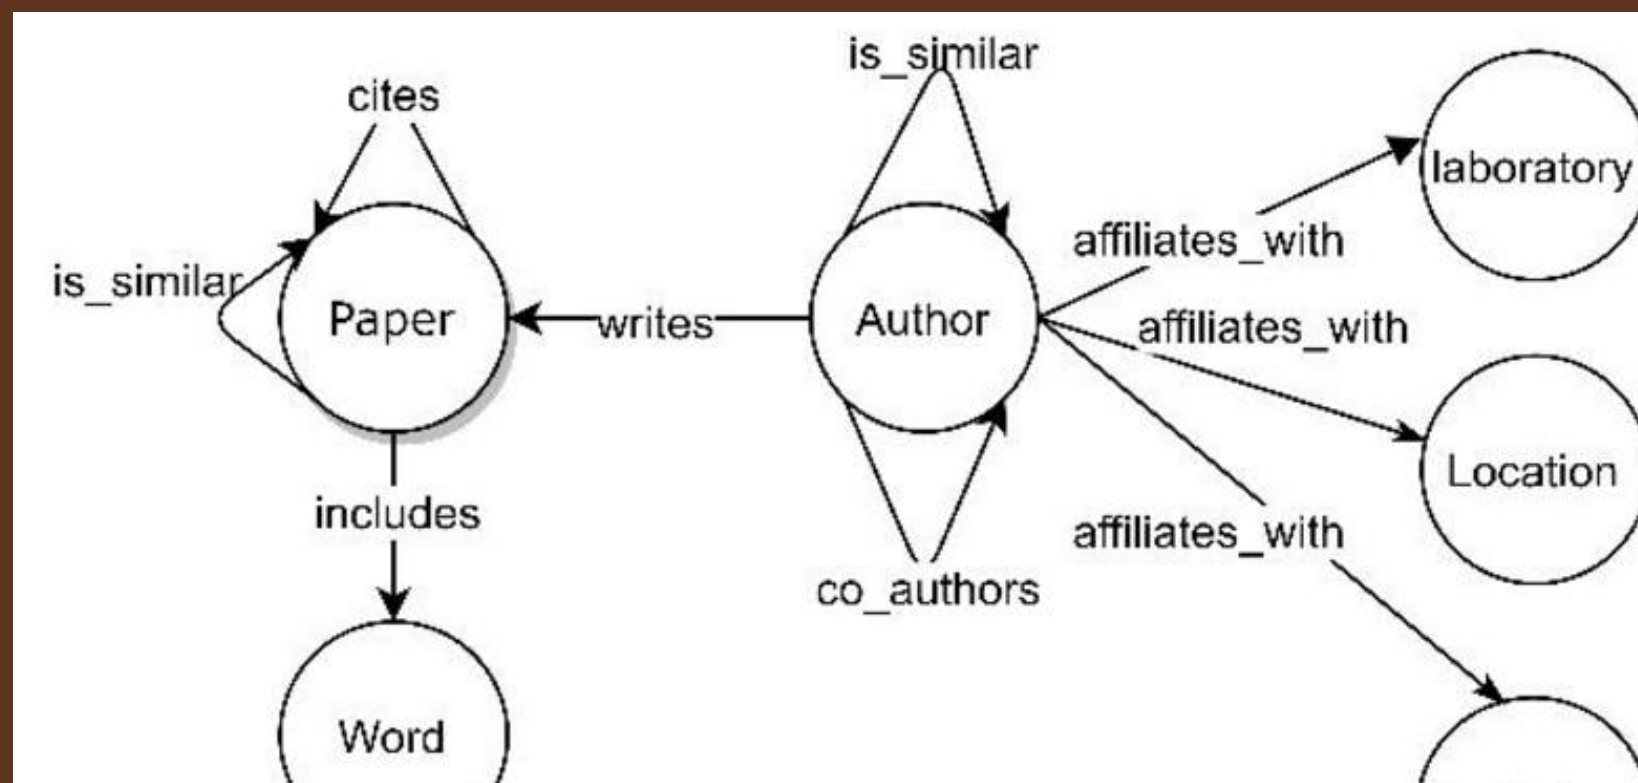 is_similar
cites
laboratory
affiliates_with
is_similar
Paper
writes
Author
affiliates_with
Location
includes
affiliates_with
co_authors
Word